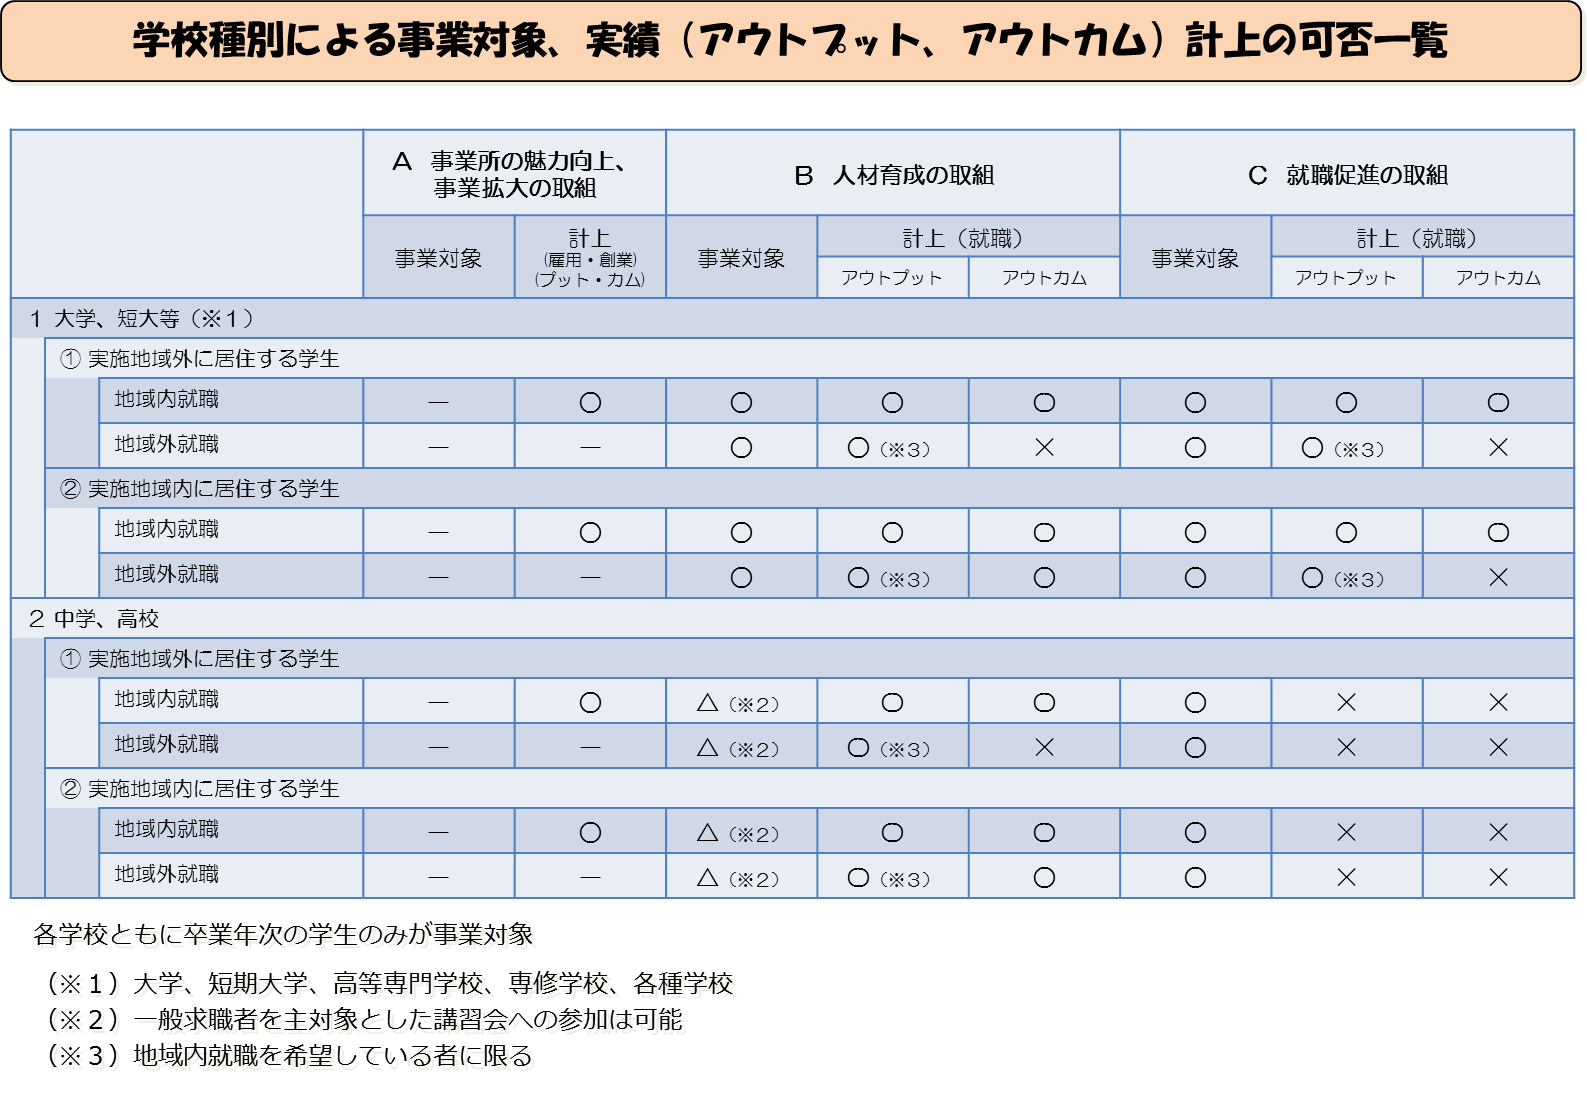 学校種別による事業対象、実績（アウトプット、アウトカム）計上の可否一覧
A 事業所の魅力向上、
事業拡大の取組
B 人材育成の取組
C 就職促進の取組
事業対象
計上
(雇用・創業)
(プット・カム)
事業対象
計上（就職）
アウトプット
アウトカム
事業対象
計上（就職）
アウトプット
アウトカム
1 大学、短大等（※１）
① 実施地域外に居住する学生
地域内就職 ― ○ ○ ○ ○ ○ ○ ○
地域外就職 ― ― ○ ○（※３） × ○ ○（※３） ×
② 実施地域内に居住する学生
地域内就職 ― ○ ○ ○ ○ ○ ○ ○
地域外就職 ― ― ○ ○（※３） ○ ○ ○（※３） ×
2 中学、高校
① 実施地域外に居住する学生
地域内就職 ― ○ △（※２） ○ ○ ○ × ×
地域外就職 ― ― △（※２） ○（※３） × ○ × ×
② 実施地域内に居住する学生
地域内就職 ― ○ △（※２） ○ ○ ○ × ×
地域外就職 ― ― △（※２） ○（※３） ○ ○ × ×
各学校ともに卒業年次の学生のみが事業対象
（※１）大学、短期大学、高等専門学校、専修学校、各種学校
（※２）一般求職者を主対象とした講習会への参加は可能
（※３）地域内就職を希望している者に限る